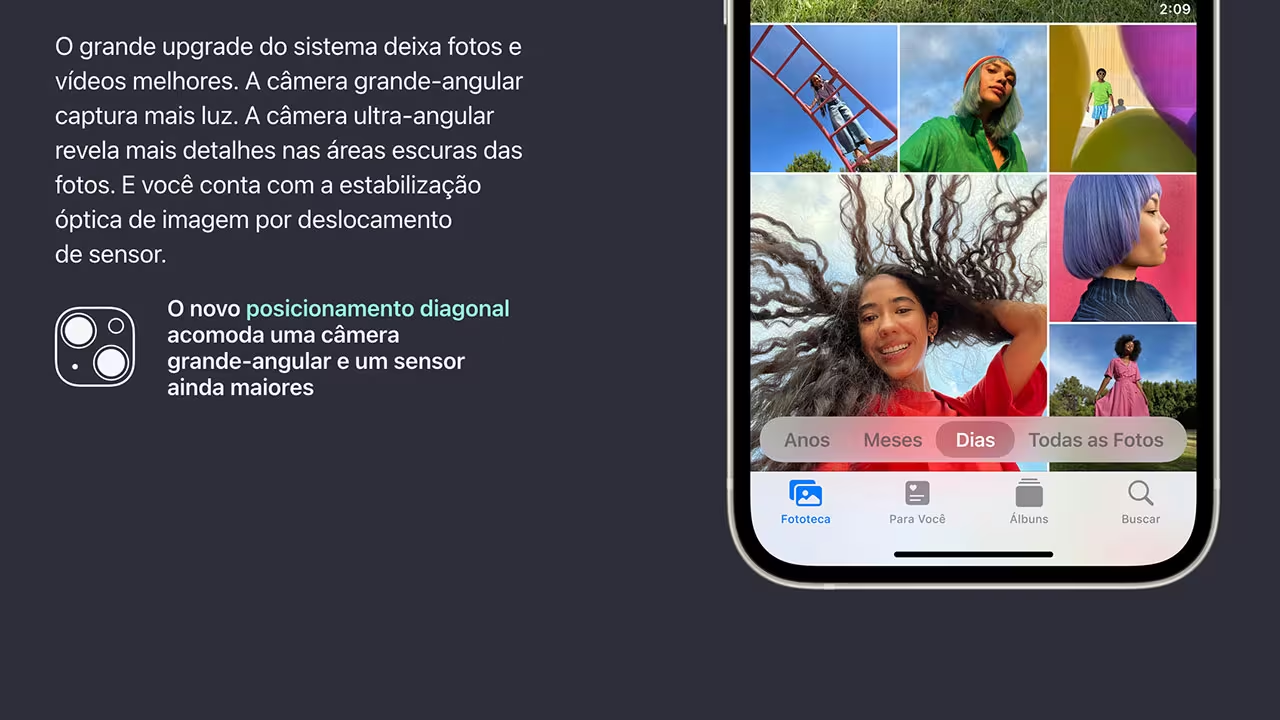 O grande upgrade do sistema deixa fotos e
vídeos melhores. A câmera grande-angular
captura mais luz. A câmera ultra-angular
revela mais detalhes nas áreas escuras das
fotos. E você conta com a estabilização
óptica de imagem por deslocamento
de sensor.
O novo posicionamento diagonal
acomoda uma câmera
grande-angular e um sensor
ainda maiores
2:09
Anos Meses Dias Todas as Fotos
Fototeca Para Você Álbuns Buscar